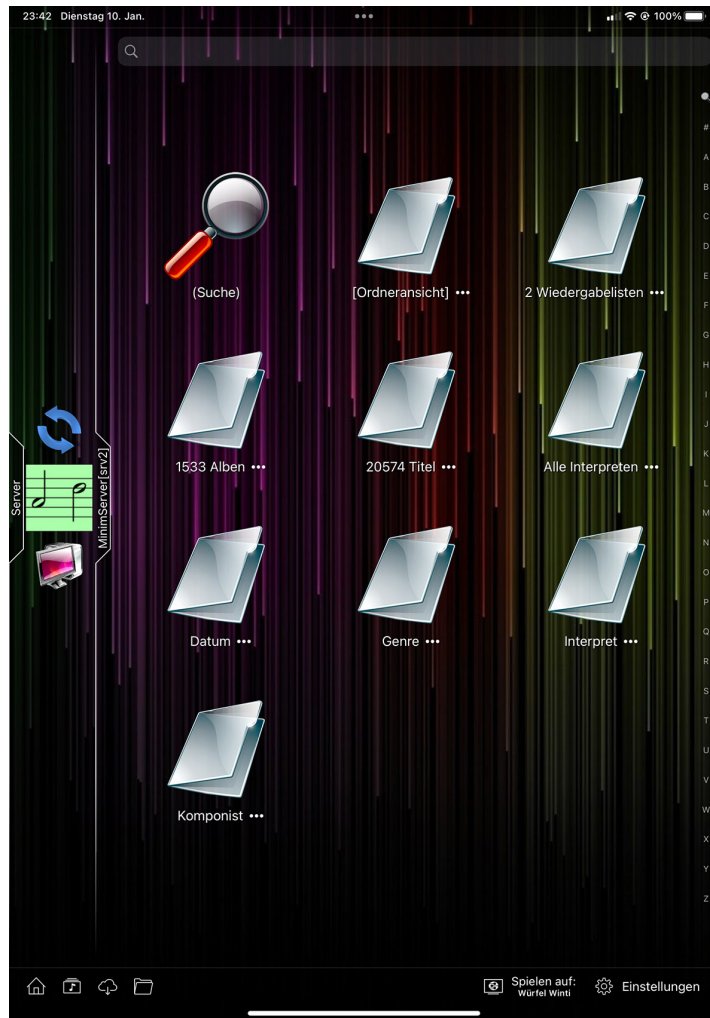 23:42 Dienstag 10. Jan.
100%
(Suche)
[Ordneransicht] •••
2 Wiedergabelisten •••
1533 Alben •••
20574 Titel •••
Alle Interpreten •••
Server
MinimServer[srv2]
Datum •••
Genre •••
Interpret •••
Komponist •••
#
A
B
C
D
E
F
G
H
I
J
K
L
M
N
O
P
Q
R
S
T
U
V
W
X
Y
Z
Spielen auf:
Würfel Winti
Einstellungen